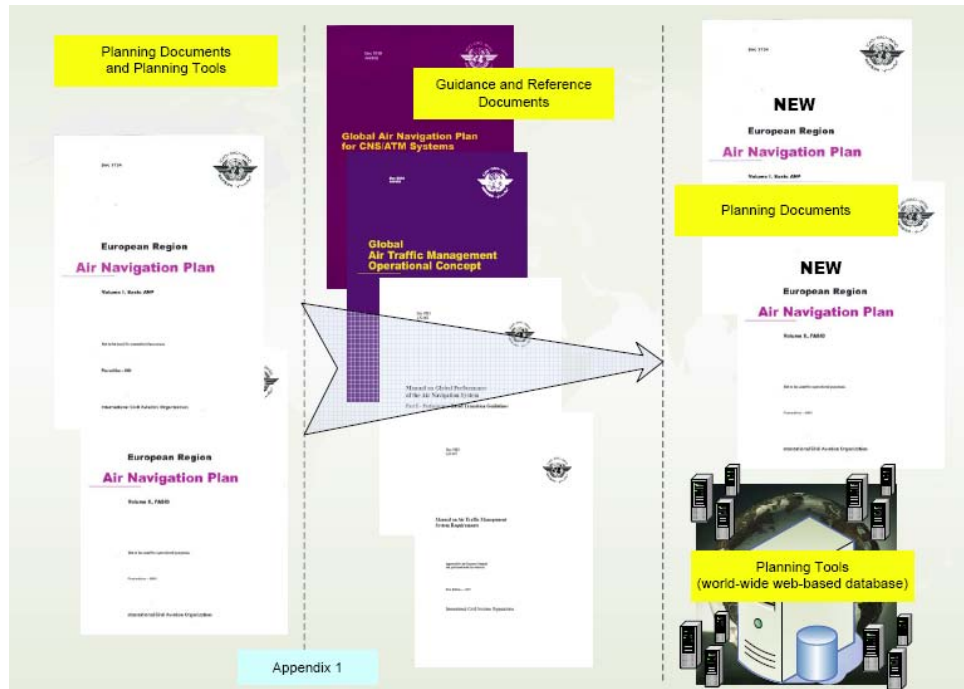 Planning Documents
and Planning Tools
European Region
Air Navigation Plan
Volume I, Basic ANP
International Civil Aviation Organization
European Region
Air Navigation Plan
Volume II, FASID
International Civil Aviation Organization
Guidance and Reference
Documents
Global Air Navigation Plan
for CNS/ATM Systems
Global
Air Traffic Management
Operational Concept
Manual on Global Performance
of the Air Navigation System
Manual on Air Traffic Management
System Requirements
International Civil Aviation Organization
NEW
European Region
Air Navigation Plan
Volume I, Basic ANP
Planning Documents
NEW
European Region
Air Navigation Plan
Volume II, FASID
International Civil Aviation Organization
Planning Tools
(world-wide web-based database)
Appendix 1